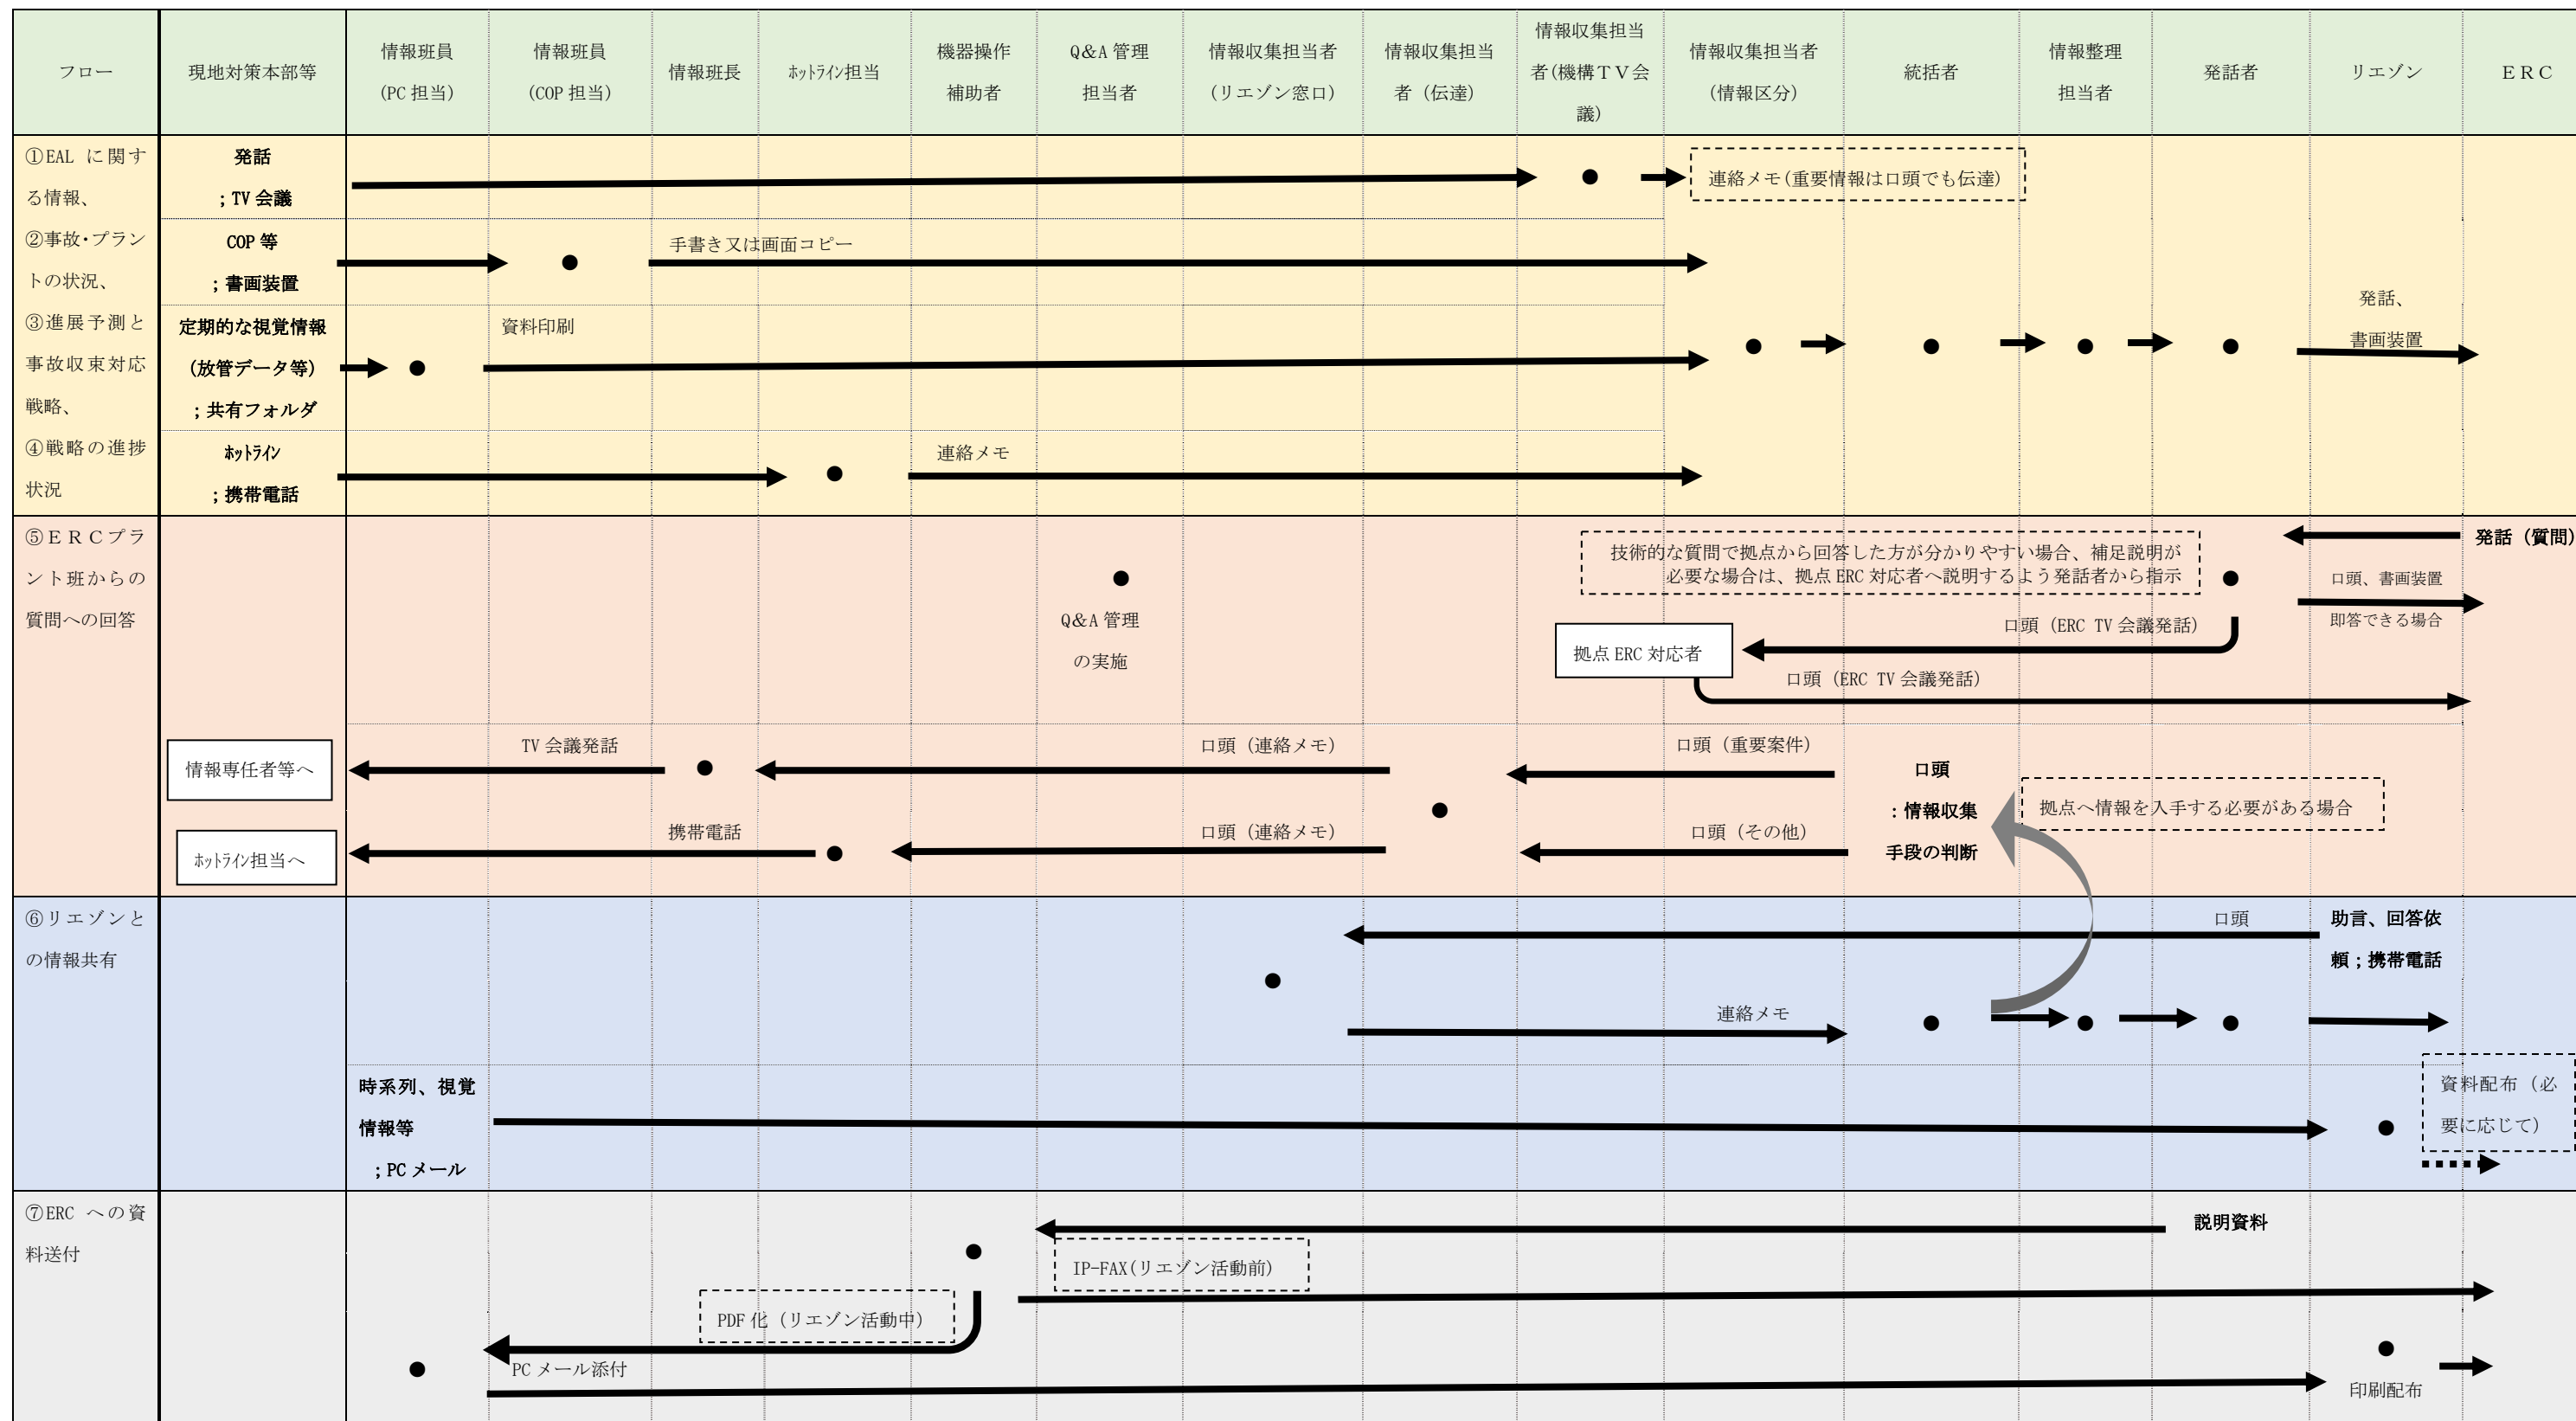 フロー
現地対策本部等
情報班員
(PC 担当)
情報班員
(COP 担当)
情報班長
ﾎｯﾄﾗｲﾝ担当
機器操作
補助者
Q＆A 管理
担当者
情報収集担当者
(リエゾン窓口)
情報収集担当
者（伝達）
情報収集担当
者(機構ＴＶ会
議)
情報収集担当者
(情報区分)
統括者
情報整理
担当者
発話者
リエゾン
ＥＲＣ
①EAL に関す
る情報、
②事故・プラン
トの状況、
③進展予測と
事故収束対応
戦略、
④戦略の進捗
状況
発話
；TV 会議
連絡メモ(重要情報は口頭でも伝達)
COP 等
；書画装置
手書き又は画面コピー
定期的な視覚情報
（放管データ等）
；共有フォルダ
資料印刷
発話、
書画装置
ﾎｯﾄﾗｲﾝ
；携帯電話
連絡メモ
⑤ＥＲＣプラ
ント班からの
質問への回答
発話（質問）
技術的な質問で拠点から回答した方が分かりやすい場合、補足説明が
必要な場合は、拠点 ERC 対応者へ説明するよう発話者から指示
Q＆A 管理
の実施
口頭、書画装置
即答できる場合
口頭（ERC TV 会議発話）
拠点 ERC 対応者
口頭（ERC TV 会議発話）
情報専任者等へ
TV 会議発話
口頭（連絡メモ）
口頭（重要案件）
口頭
：情報収集
手段の判断
拠点へ情報を入手する必要がある場合
ﾎｯﾄﾗｲﾝ担当へ
携帯電話
口頭（連絡メモ）
口頭（その他）
⑥リエゾンと
の情報共有
口頭
助言、回答依
頼；携帯電話
連絡メモ
時系列、視覚
情報等
；PC メール
資料配布（必
要に応じて）
⑦ERC への資
料送付
説明資料
IP-FAX(リエゾン活動前)
PDF 化（リエゾン活動中）
PC メール添付
印刷配布